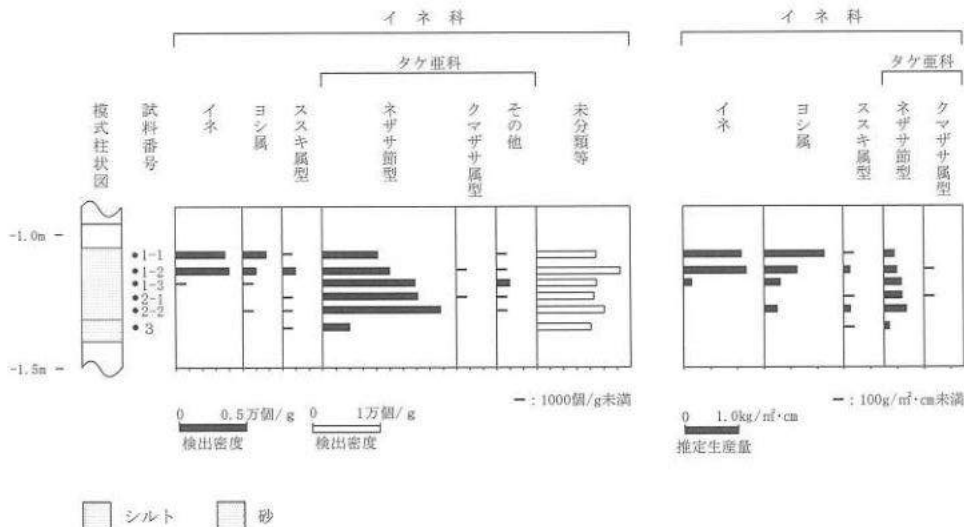 イネ科
イネ科
タケ亜科
タケ亜科
模式柱状図
試料番号
イネ
ヨシ属
ススキ属型
ネザサ節型
クマザサ属型
その他
未分類等
イネ
ヨシ属
ススキ属型
ネザサ節型
クマザサ属型
-1.0m
1-1
1-2
1-3
2-1
2-2
3
-1.5m
━:1000個/g未満
━:100g/㎡・cm未満
0 0.5万個/g
検出密度
0 1万個/g
検出密度
0 1.0kg/㎡・cm
推定生産量
シルト
砂